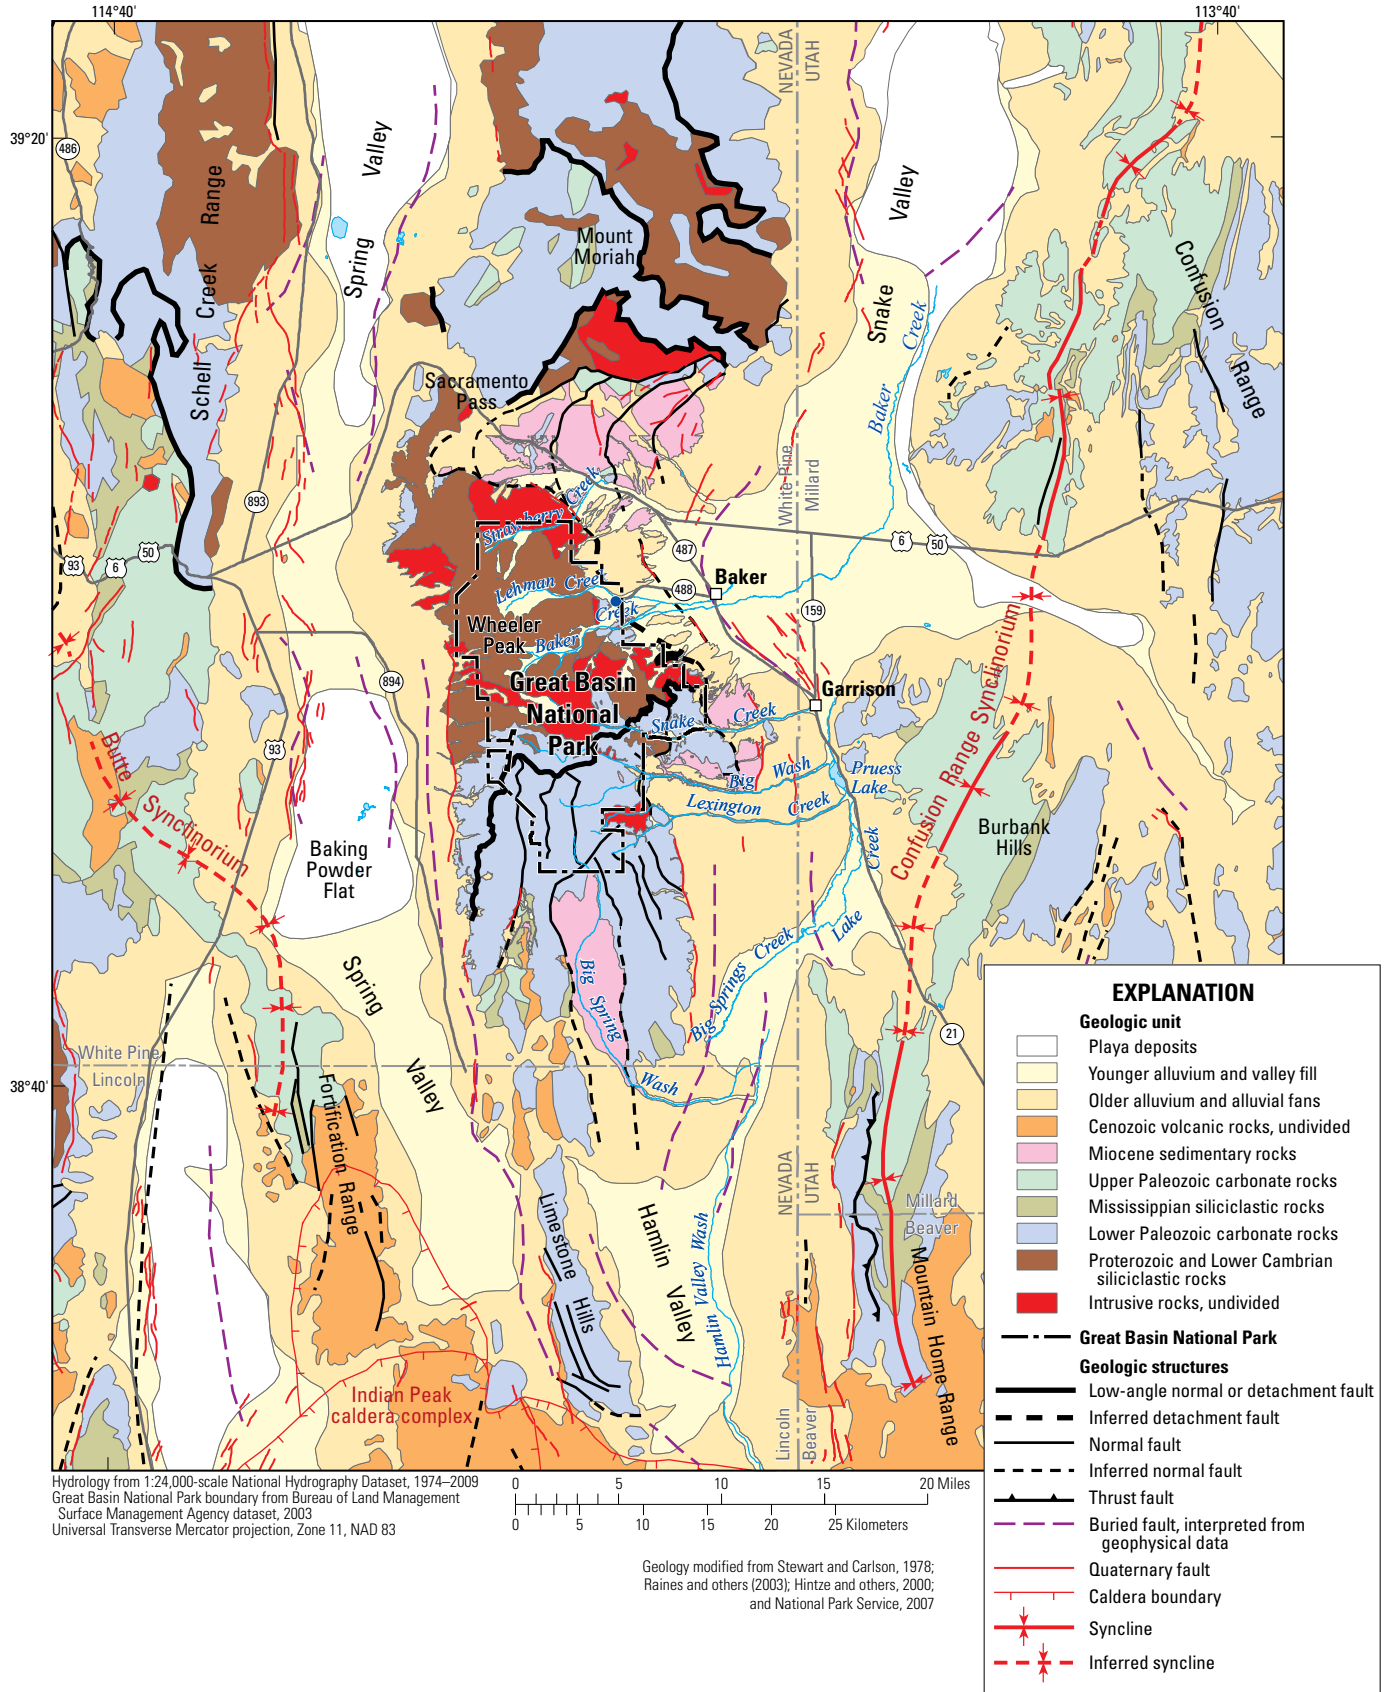 114°40'
113°40'
39°20'
38°40'
NEVADA
UTAH
486
Schell Creek Range
Spring Valley
Mount
Moriah
Snake Valley
Baker Creek
Confusion Range
Sacramento
Pass
White Pine
Millard
893
Strawberry Creek
93
6
50
487
6
50
488
Baker
159
Lehman Creek
Creek
Wheeler
Peak
Baker
Great Basin
National
Park
894
Garrison
Snake Creek
93
Butte Synclinorium
Confusion Range Synclinorium
Big Wash
Pruess
Lake
Lexington Creek
Burbank
Hills
Baking
Powder
Flat
Lake Creek
Big Springs Creek
Spring Valley
Big Spring Wash
21
White Pine
Lincoln
Fortification Range
NEVADA
UTAH
Millard
Beaver
Limestone Hills
Hamlin Valley
Hamlin Valley Wash
Mountain Home Range
Indian Peak
caldera complex
Lincoln
Beaver
EXPLANATION
Geologic unit
Playa deposits
Younger alluvium and valley fill
Older alluvium and alluvial fans
Cenozoic volcanic rocks, undivided
Miocene sedimentary rocks
Upper Paleozoic carbonate rocks
Mississippian siliciclastic rocks
Lower Paleozoic carbonate rocks
Proterozoic and Lower Cambrian
siliciclastic rocks
Intrusive rocks, undivided
Great Basin National Park
Geologic structures
Low-angle normal or detachment fault
Inferred detachment fault
Normal fault
Inferred normal fault
Thrust fault
Buried fault, interpreted from
geophysical data
Quaternary fault
Caldera boundary
Syncline
Inferred syncline
Hydrology from 1:24,000-scale National Hydrography Dataset, 1974–2009
Great Basin National Park boundary from Bureau of Land Management
Surface Management Agency dataset, 2003
Universal Transverse Mercator projection, Zone 11, NAD 83
0 5 10 15 20 Miles
0 5 10 15 20 25 Kilometers
Geology modified from Stewart and Carlson, 1978;
Raines and others (2003); Hintze and others, 2000;
and National Park Service, 2007